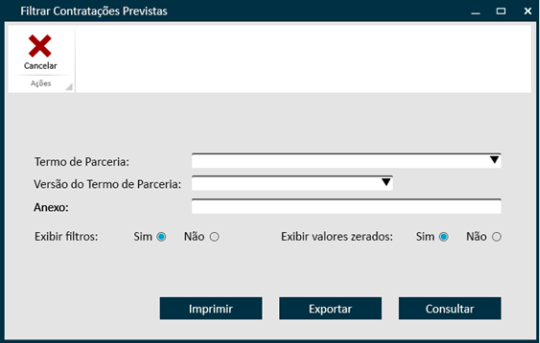 Filtrar Contratações Previstas
Cancelar
Ações
Termo de Parceria:
Versão do Termo de Parceria:
Anexo:
Exibir filtros: Sim Não Exibir valores zerados: Sim Não
Imprimir Exportar Consultar